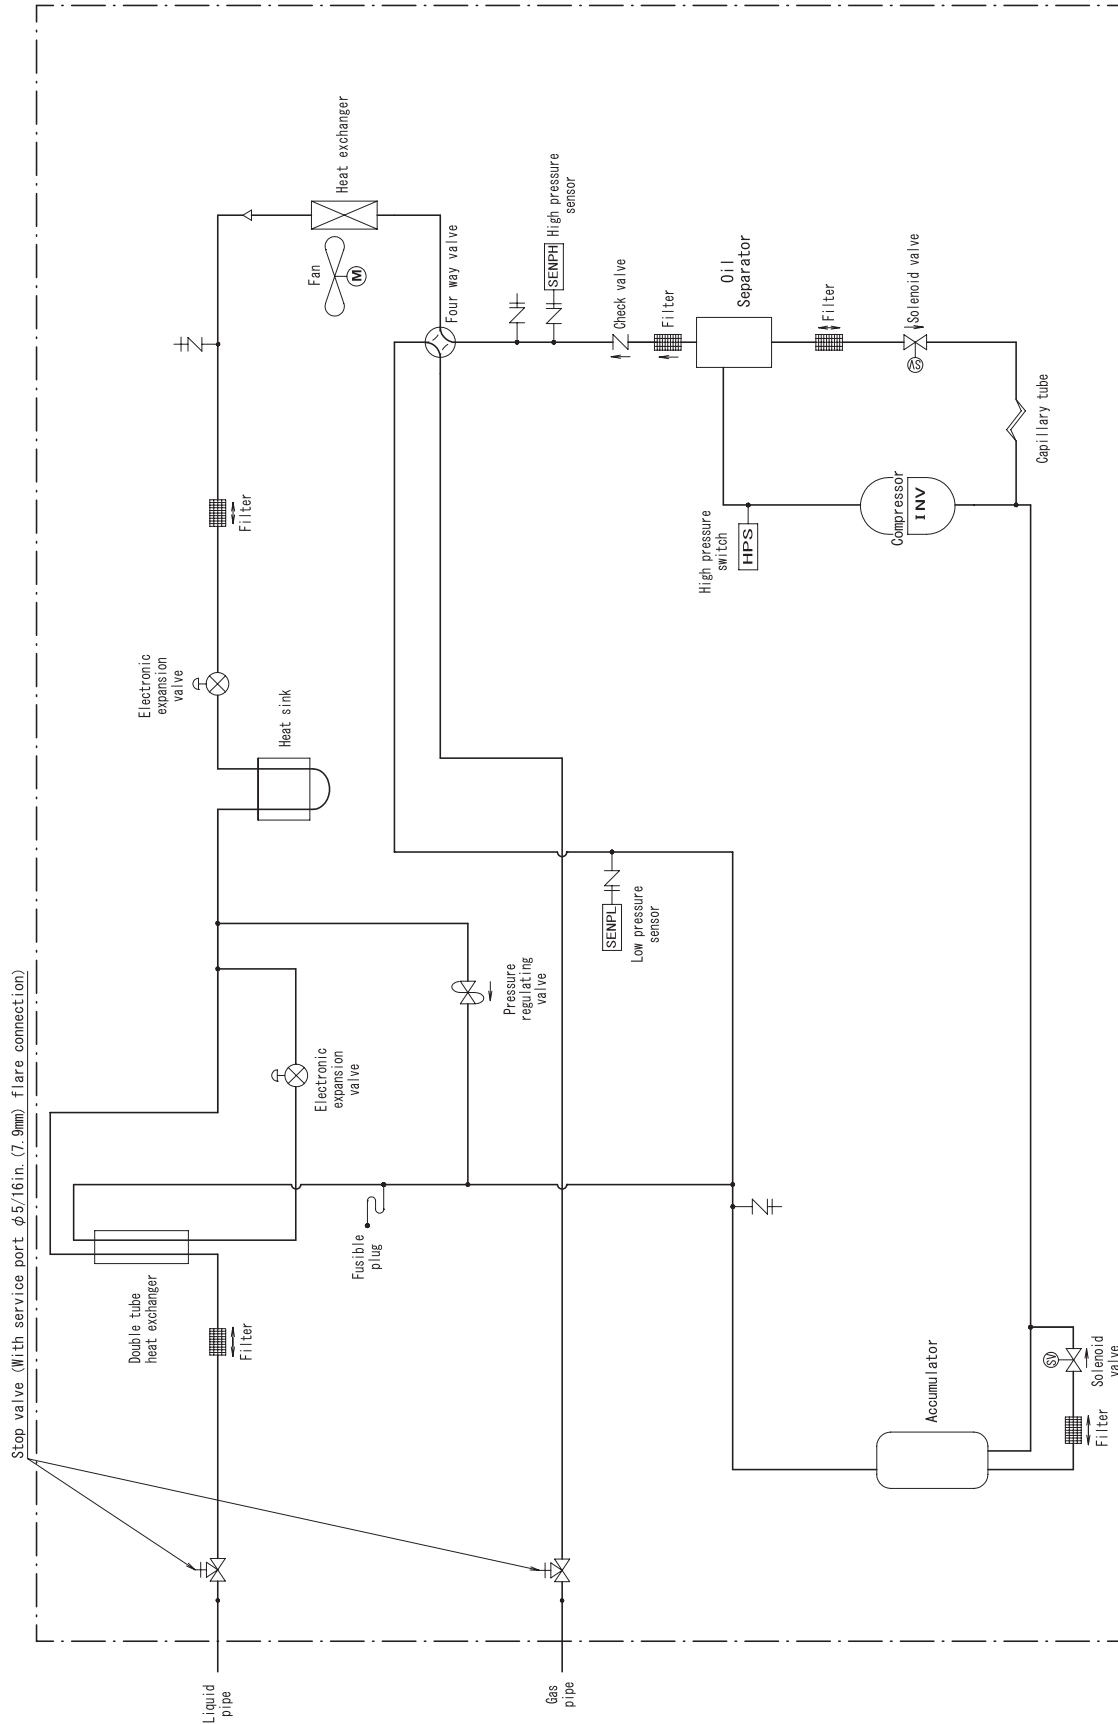 Stop valve (With service port φ5/16in.(7.9mm) flare connection)
Heat exchanger
Fan
M
Four way valve
High pressure
sensor
SENPH
Check valve
Filter
Oil
Separator
Filter
Solenoid valve
SV
Capillary tube
Compressor
INV
High pressure
switch
HPS
Filter
Electronic
expansion
valve
Heat sink
SENPL
Low pressure
sensor
Pressure
regulating
valve
Electronic
expansion
valve
Fusible
plug
Double tube
heat exchanger
Filter
Accumulator
SV
Solenoid
valve
Filter
Liquid
pipe
Gas
pipe